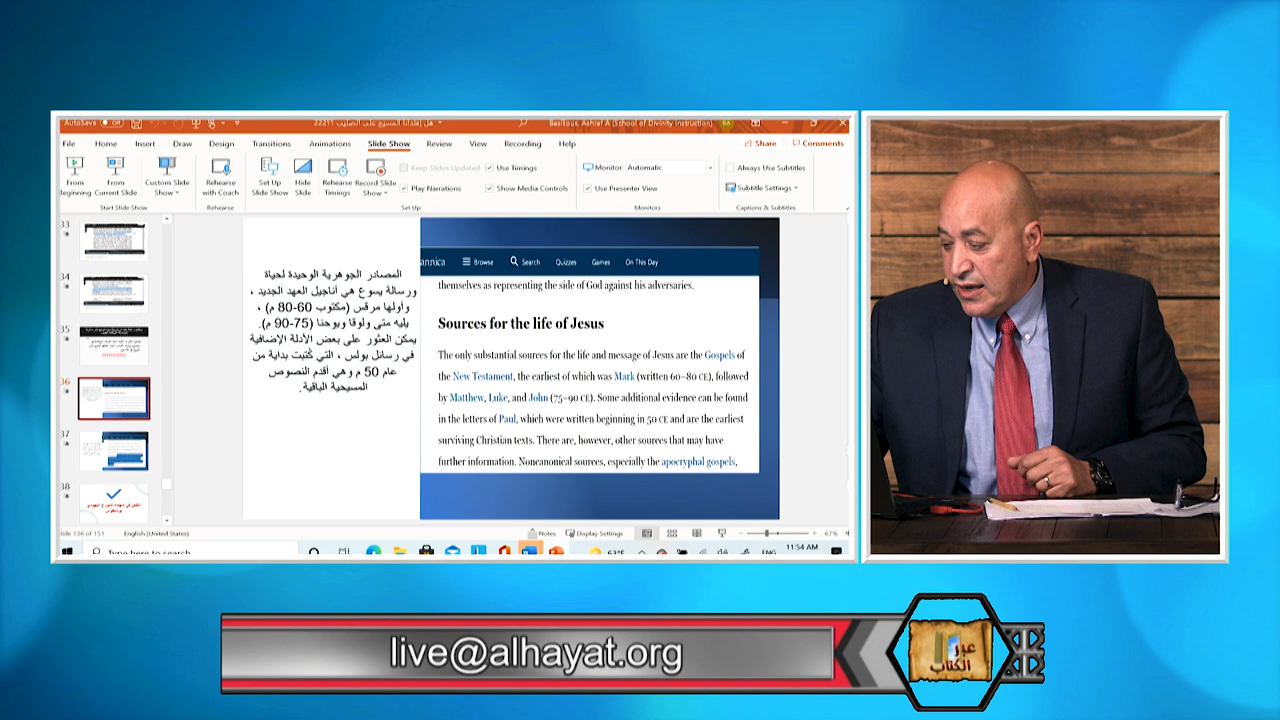 AutoSave Off
هل إفتدانا المسيح على الصليب 22211
Basilious, Ashraf A (School of Divinity Instruction)
BA
File Home Insert Draw Design Transitions Animations Slide Show Review View Recording Help
Share Comments
From Beginning
From Current Slide
Custom Slide Show
Rehearse with Coach
Set Up Slide Show
Hide Slide
Rehearse Timings
Record Slide Show
Keep Slides Updated
Use Timings
Play Narrations
Show Media Controls
Monitor: Automatic
Use Presenter View
Always Use Subtitles
Subtitle Settings
Start Slide Show
Rehearse
Set Up
Monitors
Captions & Subtitles
33
34
35
36
37
38
المصادر الجوهرية الوحيدة لحياة
ورسالة يسوع هي أناجيل العهد الجديد ،
وأولها مرقس (مكتوب 60-80 م) ،
يليه متى ولوقا ويوحنا (75-90 م).
يمكن العثور على بعض الأدلة الإضافية
في رسائل بولس ، التي كُتبت بداية من
عام 50 م وهي أقدم النصوص
المسيحية الباقية.
annica Browse Search Quizzes Games On This Day
themselves as representing the side of God against his adversaries.
Sources for the life of Jesus
The only substantial sources for the life and message of Jesus are the Gospels of
the New Testament, the earliest of which was Mark (written 60–80 CE), followed
by Matthew, Luke, and John (75–90 CE). Some additional evidence can be found
in the letters of Paul, which were written beginning in 50 CE and are the earliest
surviving Christian texts. There are, however, other sources that may have
further information. Noncanonical sources, especially the apocryphal gospels,
lide 136 of 151 English (United States)
Notes Display Settings 67%
Type here to search
63°F ENG 11:54 AM
live@alhayat.org
عبر
الكتاب